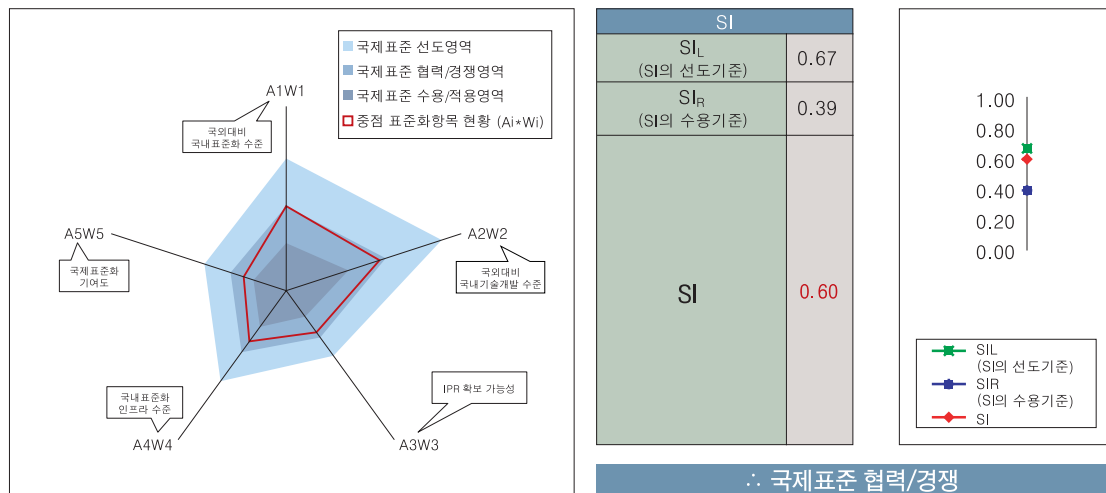 국제표준 선도영역
국제표준 협력/경쟁영역
국제표준 수용/적용영역
중점 표준화항목 현황 (Ai*Wi)
A1W1
국외대비
국내표준화 수준
A2W2
국외대비
국내기술개발 수준
IPR 확보 가능성
A3W3
국내표준화
인프라 수준
A4W4
A5W5
국제표준화
기여도
SI
SIL
(SI의 선도기준)
0.67
SIR
(SI의 수용기준)
0.39
SI
0.60
1.00
0.80
0.60
0.40
0.20
0.00
SIL
(SI의 선도기준)
SIR
(SI의 수용기준)
SI
∴ 국제표준 협력/경쟁